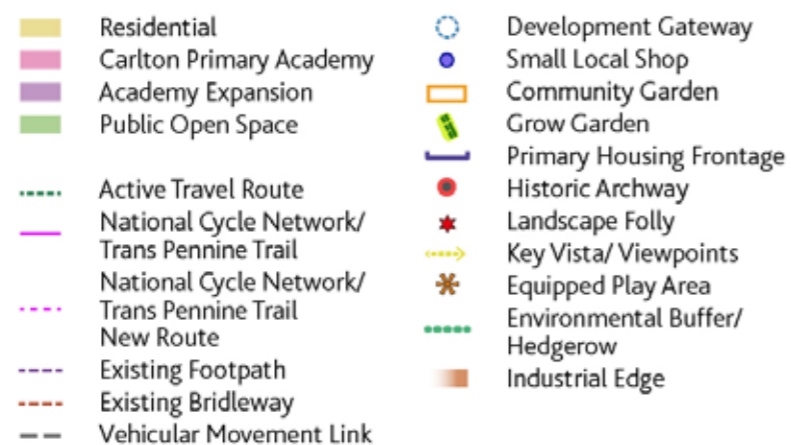 Residential
Carlton Primary Academy
Academy Expansion
Public Open Space
Active Travel Route
National Cycle Network/
Trans Pennine Trail
National Cycle Network/
Trans Pennine Trail
New Route
Existing Footpath
Existing Bridleway
Vehicular Movement Link
Development Gateway
Small Local Shop
Community Garden
Grow Garden
Primary Housing Frontage
Historic Archway
Landscape Folly
Key Vista/ Viewpoints
Equipped Play Area
Environmental Buffer/
Hedgerow
Industrial Edge